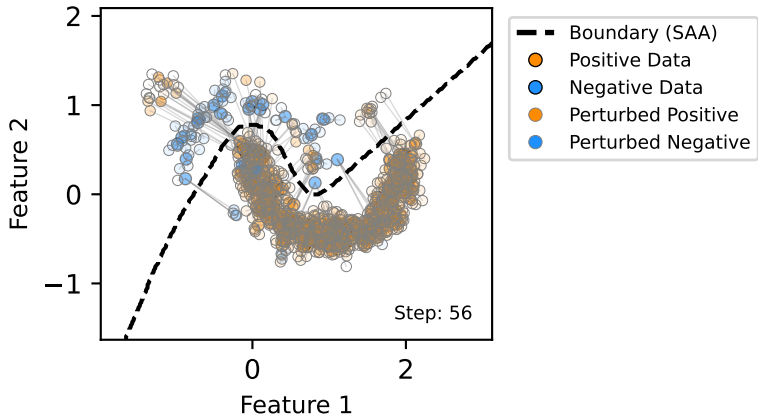 2
1
0
−1
Feature 2
0
2
Feature 1
Step: 56
Boundary (SAA)
Positive Data
Negative Data
Perturbed Positive
Perturbed Negative